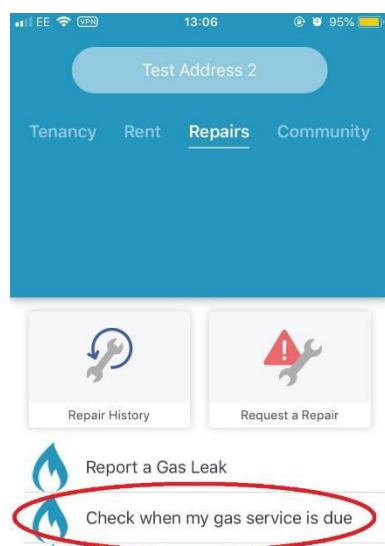 EE VPN 13:06 95%
Test Address 2
Tenancy Rent Repairs Community
Repair History Request a Repair
Report a Gas Leak
Check when my gas service is due